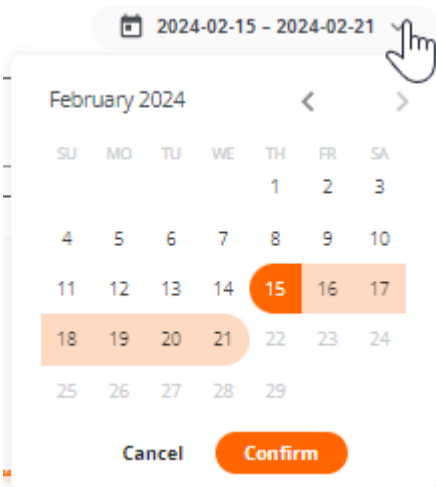 2024-02-15 – 2024-02-21
February 2024
SU MO TU WE TH FR SA
1 2 3
4 5 6 7 8 9 10
11 12 13 14 15 16 17
18 19 20 21 22 23 24
25 26 27 28 29
Cancel Confirm